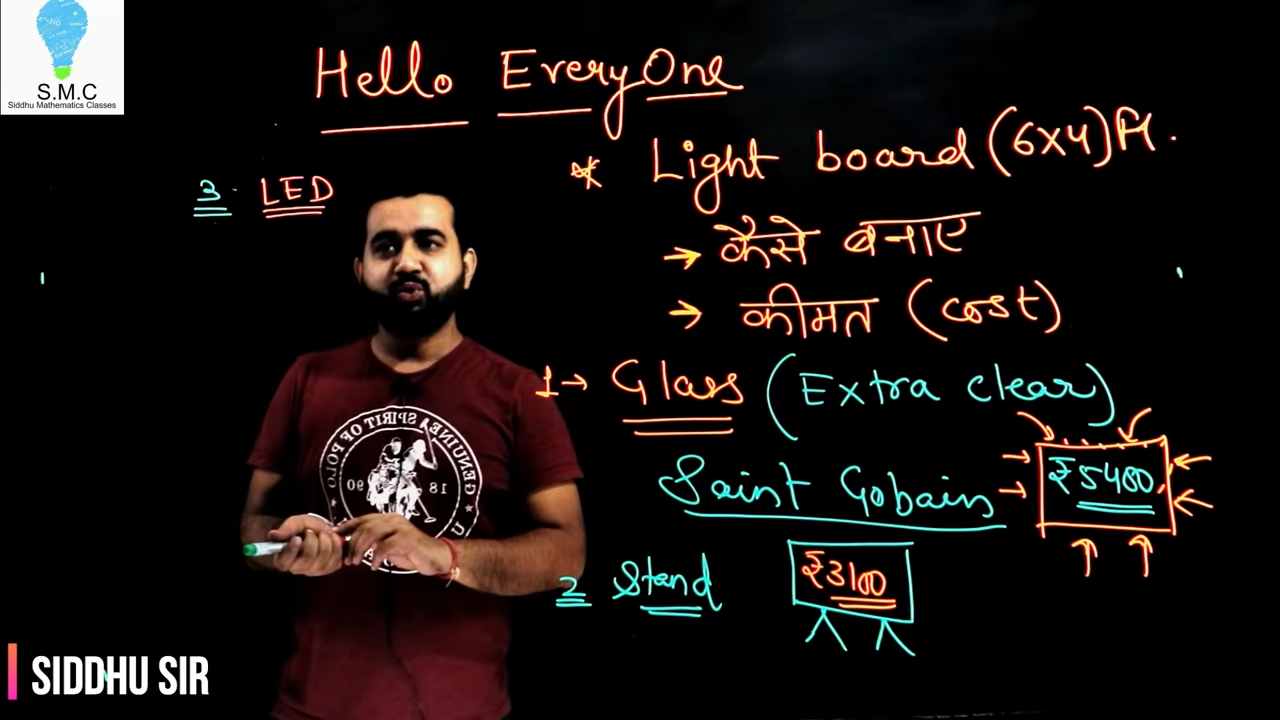 S.M.C
Siddhu Mathematics Classes
Hello EveryOne
* Light board (6x4)ft.
3. LED
→ कैसे बनाए
→ कीमत (cost)
1→ Glass (Extra clear)
Saint Gobain ₹5400
2 Stand ₹3100
GENUINE SPIRIT OF POLO
18 90
SIDDHU SIR